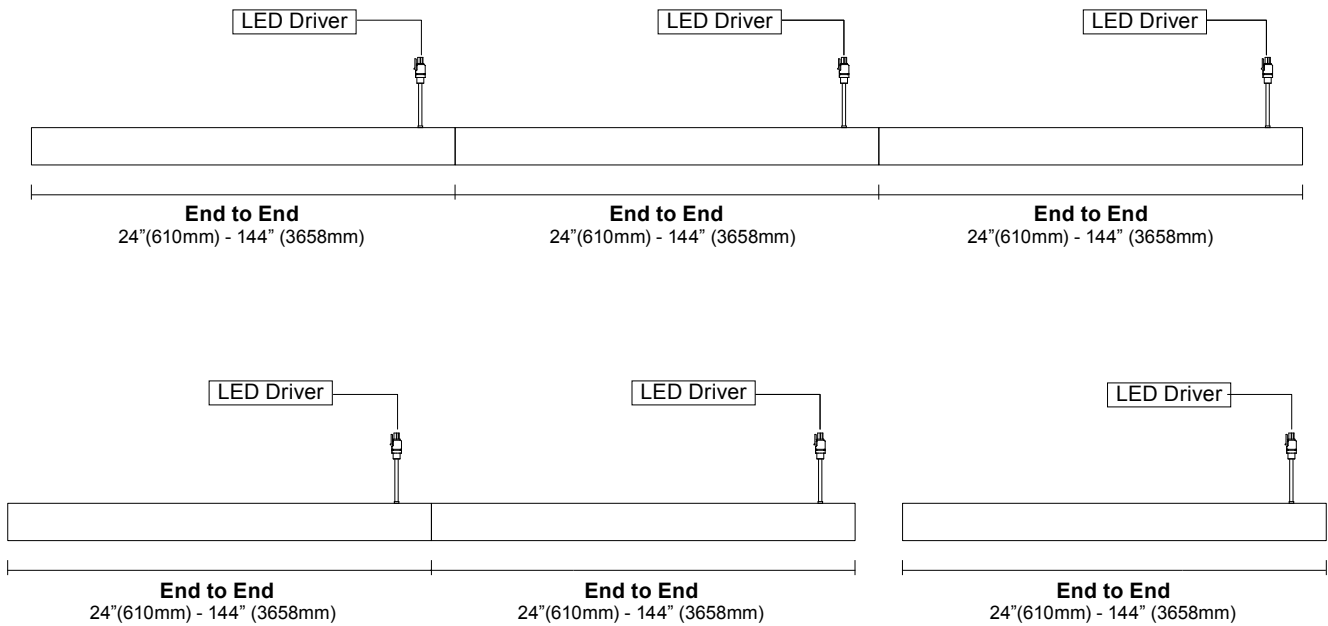 LED Driver
LED Driver
LED Driver
End to End
24”(610mm) - 144” (3658mm)
End to End
24”(610mm) - 144” (3658mm)
End to End
24”(610mm) - 144” (3658mm)
LED Driver
LED Driver
LED Driver
End to End
24”(610mm) - 144” (3658mm)
End to End
24”(610mm) - 144” (3658mm)
End to End
24”(610mm) - 144” (3658mm)